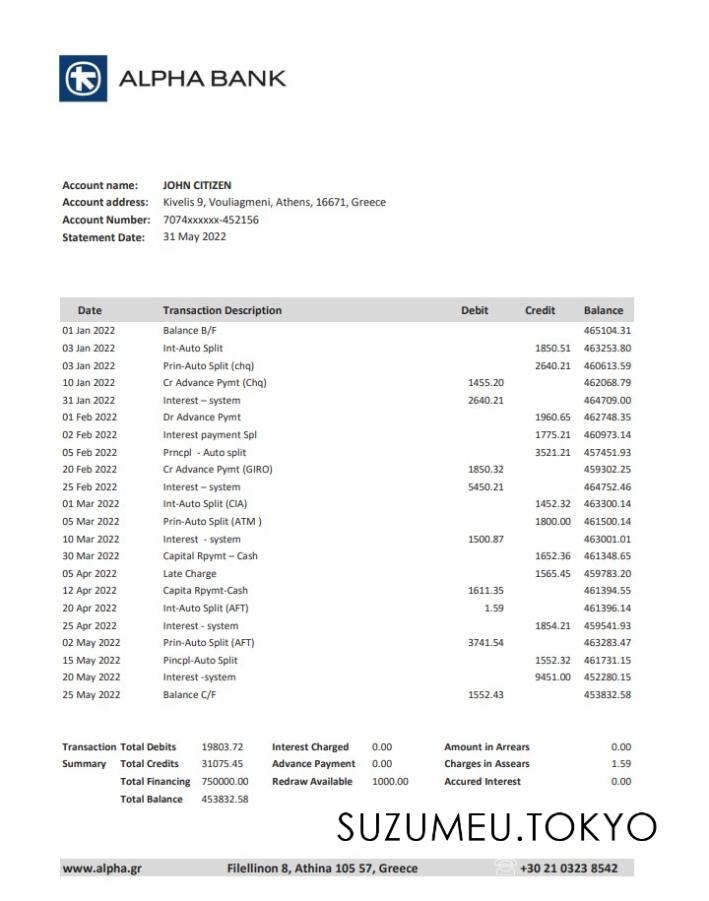 ALPHA BANK
Account name: JOHN CITIZEN
Account address: Kivelis 9, Vouliagmeni, Athens, 16671, Greece
Account Number: 7074xxxxxx-452156
Statement Date: 31 May 2022
Date Transaction Description Debit Credit Balance
01 Jan 2022 Balance B/F 465104.31
03 Jan 2022 Int-Auto Split 1850.51 463253.80
03 Jan 2022 Prin-Auto Split (chq) 2640.21 460613.59
10 Jan 2022 Cr Advance Pymt (Chq) 1455.20 462068.79
31 Jan 2022 Interest – system 2640.21 464709.00
01 Feb 2022 Dr Advance Pymt 1960.65 462748.35
02 Feb 2022 Interest payment Spl 1775.21 460973.14
05 Feb 2022 Prncpl - Auto split 3521.21 457451.93
20 Feb 2022 Cr Advance Pymt (GIRO) 1850.32 459302.25
25 Feb 2022 Interest – system 5450.21 464752.46
01 Mar 2022 Int-Auto Split (CIA) 1452.32 463300.14
05 Mar 2022 Prin-Auto Split (ATM ) 1800.00 461500.14
10 Mar 2022 Interest - system 1500.87 463001.01
30 Mar 2022 Capital Rpymt – Cash 1652.36 461348.65
05 Apr 2022 Late Charge 1565.45 459783.20
12 Apr 2022 Capita Rpymt-Cash 1611.35 461394.55
20 Apr 2022 Int-Auto Split (AFT) 1.59 461396.14
25 Apr 2022 Interest - system 1854.21 459541.93
02 May 2022 Prin-Auto Split (AFT) 3741.54 463283.47
15 May 2022 Pincpl-Auto Split 1552.32 461731.15
20 May 2022 Interest -system 9451.00 452280.15
25 May 2022 Balance C/F 1552.43 453832.58
Transaction Total Debits 19803.72 Interest Charged 0.00 Amount in Arrears 0.00
Summary Total Credits 31075.45 Advance Payment 0.00 Charges in Assears 1.59
Total Financing 750000.00 Redraw Available 1000.00 Accured Interest 0.00
Total Balance 453832.58
SUZUMEU.TOKYO
www.alpha.gr Filellinon 8, Athina 105 57, Greece +30 21 0323 8542